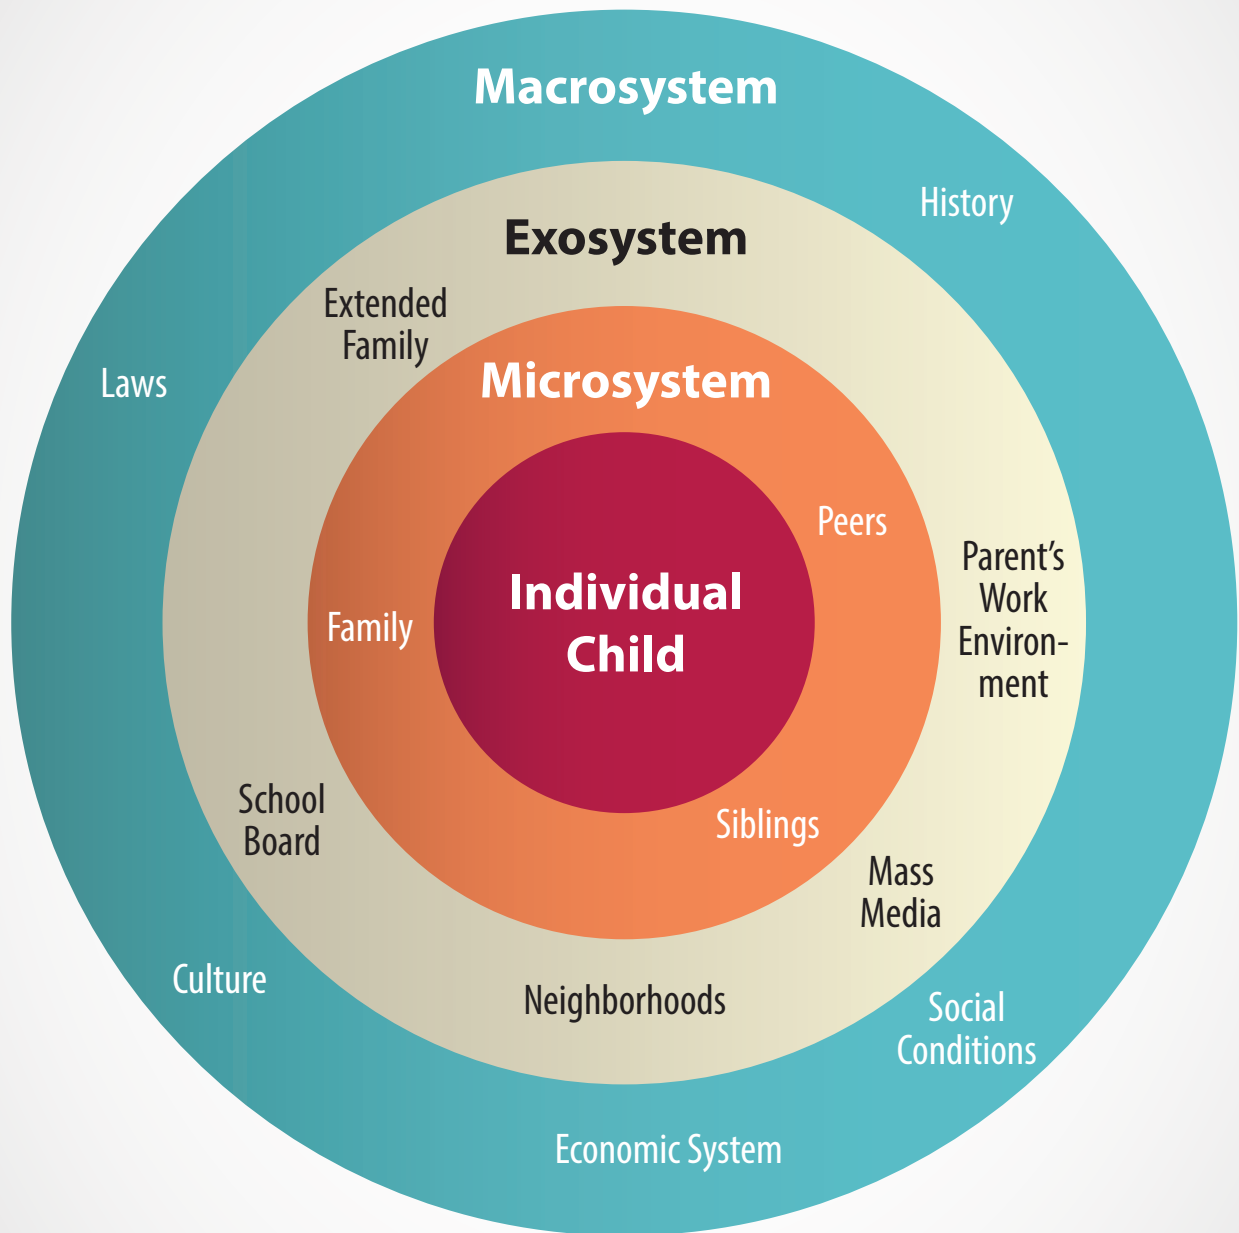 Macrosystem
History
Exosystem
Extended
Family
Laws
Microsystem
Peers
Parent's
Work
Environ-
ment
Individual
Child
Family
School
Board
Siblings
Mass
Media
Culture
Neighborhoods
Social
Conditions
Economic System